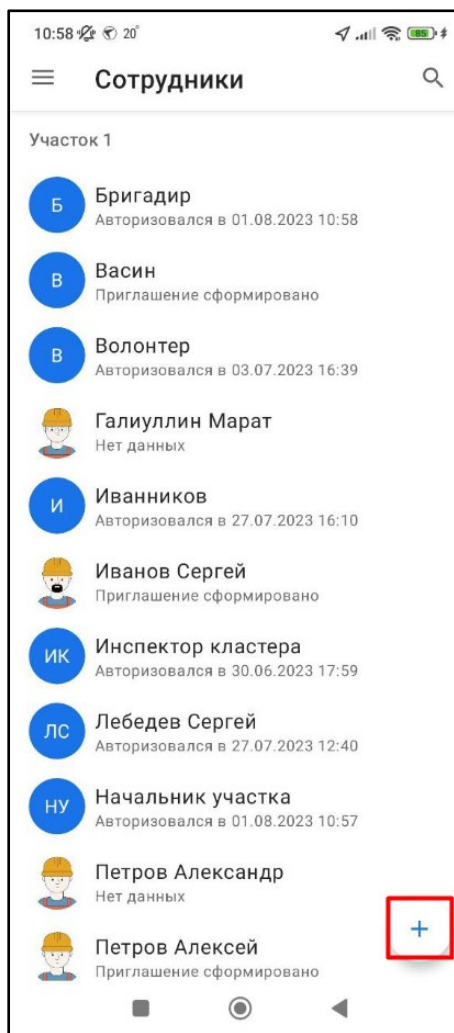 10:58 20°
85
Сотрудники
Участок 1
Б
Бригадир
Авторизовался в 01.08.2023 10:58
В
Васин
Приглашение сформировано
В
Волонтер
Авторизовался в 03.07.2023 16:39
Галиуллин Марат
Нет данных
И
Иванников
Авторизовался в 27.07.2023 16:10
Иванов Сергей
Приглашение сформировано
ИК
Инспектор кластера
Авторизовался в 30.06.2023 17:59
ЛС
Лебедев Сергей
Авторизовался в 27.07.2023 12:40
НУ
Начальник участка
Авторизовался в 01.08.2023 10:57
Петров Александр
Нет данных
+
Петров Алексей
Приглашение сформировано